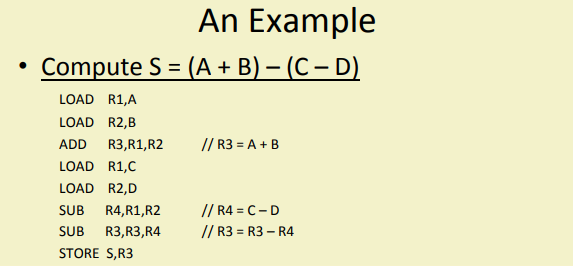 An Example
• Compute S = (A + B) – (C – D)
LOAD R1,A
LOAD R2,B
ADD R3,R1,R2 // R3 = A + B
LOAD R1,C
LOAD R2,D
SUB R4,R1,R2 // R4 = C – D
SUB R3,R3,R4 // R3 = R3 – R4
STORE S,R3